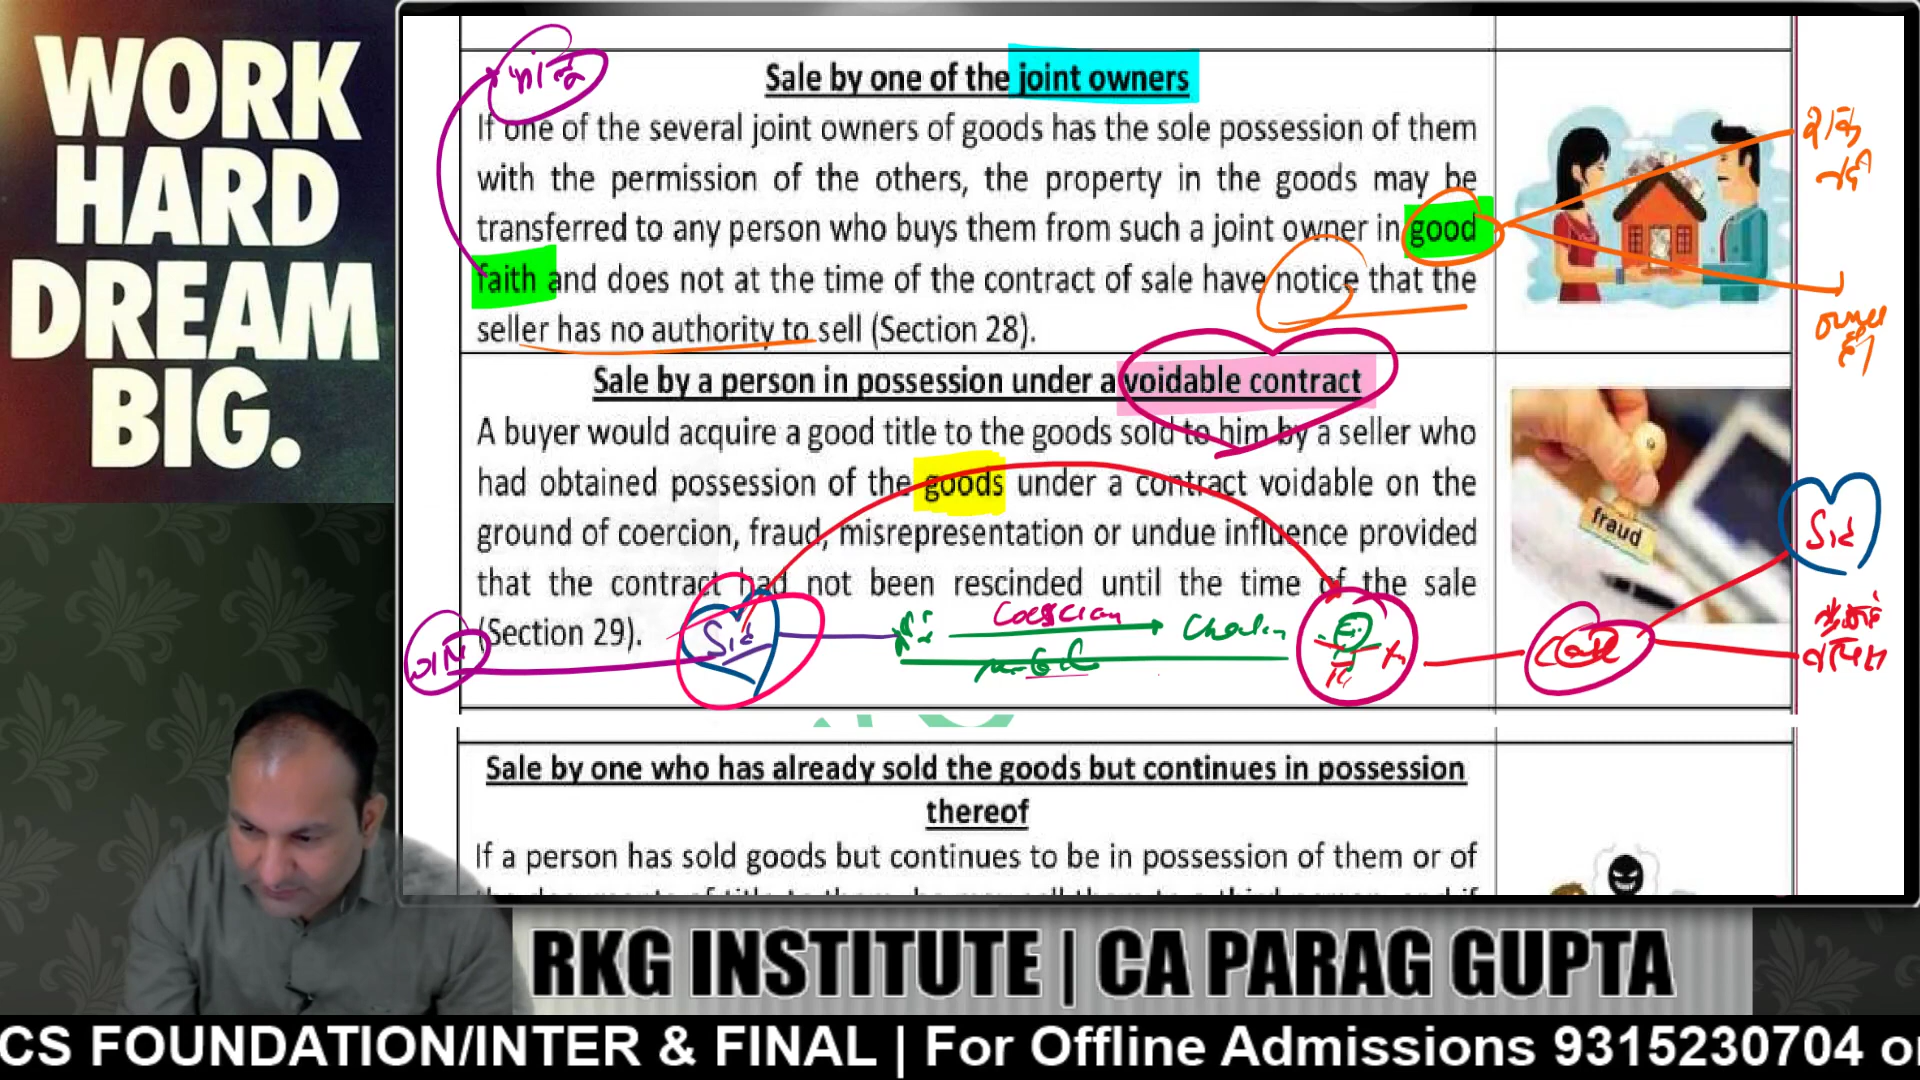 WORK
HARD
DREAM
BIG.
Sale by one of the joint owners
If one of the several joint owners of goods has the sole possession of them
with the permission of the others, the property in the goods may be
transferred to any person who buys them from such a joint owner in good
faith and does not at the time of the contract of sale have notice that the
seller has no authority to sell (Section 28).
Sale by a person in possession under a voidable contract
A buyer would acquire a good title to the goods sold to him by a seller who
had obtained possession of the goods under a contract voidable on the
ground of coercion, fraud, misrepresentation or undue influence provided
that the contract had not been rescinded until the time of the sale
(Section 29).
fraud
Sid
Sid
Sale by one who has already sold the goods but continues in possession
thereof
If a person has sold goods but continues to be in possession of them or of
RKG INSTITUTE | CA PARAG GUPTA
CS FOUNDATION/INTER & FINAL | For Offline Admissions 9315230704 or